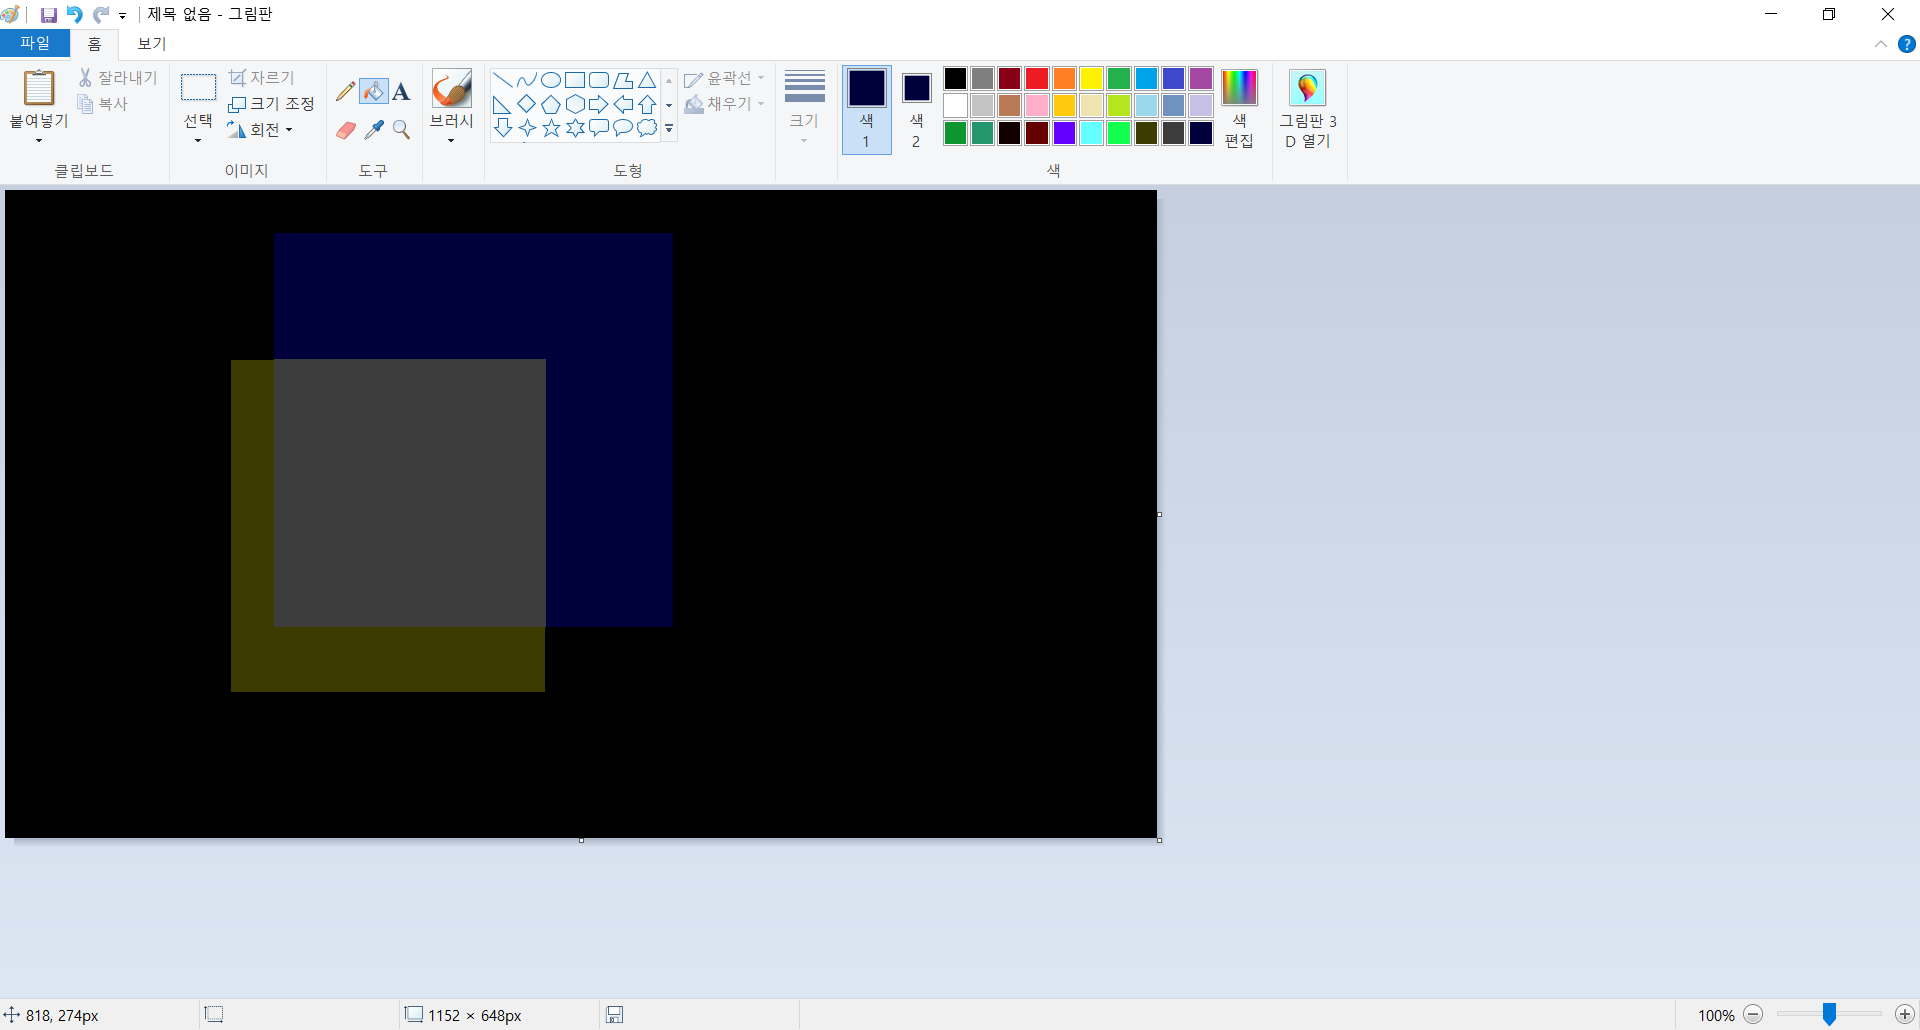 제목 없음 - 그림판
파일 홈 보기
붙여넣기
잘라내기
복사
클립보드
선택
자르기
크기 조정
회전
이미지
A
도구
브러시
윤곽선
채우기
도형
크기
색
1
색
2
색
편집
색
그림판 3
D 열기
818, 274px
1152 × 648px
100%